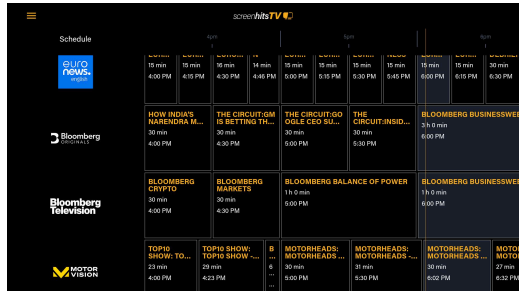 screenhitsTV
Schedule
4pm
5pm
6pm
euro
news.
english
15 min
15 min
16 min
14 min
15 min
15 min
15 min
15 min
15 min
15 min
30 min
4:00 PM
4:15 PM
4:30 PM
4:46 PM
5:00 PM
5:15 PM
5:30 PM
5:45 PM
6:00 PM
6:15 PM
6:30 PM
Bloomberg
ORIGINALS
HOW INDIA'S
NARENDRA M...
30 min
4:00 PM
THE CIRCUIT:GM
IS BETTING TH...
30 min
4:30 PM
THE CIRCUIT:GO
OGLE CEO SU...
30 min
5:00 PM
THE
CIRCUIT:INSID...
30 min
5:30 PM
BLOOMBERG BUSINESSWEE
3 h 0 min
6:00 PM
Bloomberg
Television
BLOOMBERG
CRYPTO
30 min
4:00 PM
BLOOMBERG
MARKETS
30 min
4:30 PM
BLOOMBERG BALANCE OF POWER
1 h 0 min
5:00 PM
BLOOMBERG BUSINESSWEE
1 h 0 min
6:00 PM
MOTOR
VISION
TOP10
SHOW: TO...
23 min
4:00 PM
TOP10 SHOW:
TOP10 SHOW -...
29 min
4:23 PM
B
...
6
...
...
MOTORHEADS:
MOTORHEADS ...
30 min
5:00 PM
MOTORHEADS:
MOTORHEADS -...
31 min
5:30 PM
MOTORHEADS:
MOTORHEADS ...
30 min
6:02 PM
MOTO
MOTO
27 min
6:32 PM